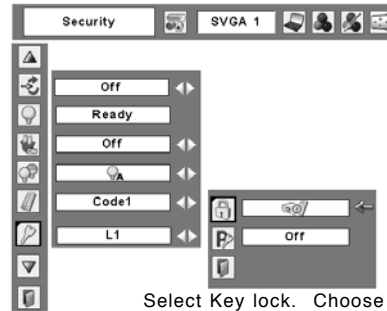 Security SVGA 1
Off
Ready
Off
A
Code1
L1
P Off
Select Key lock. Choose